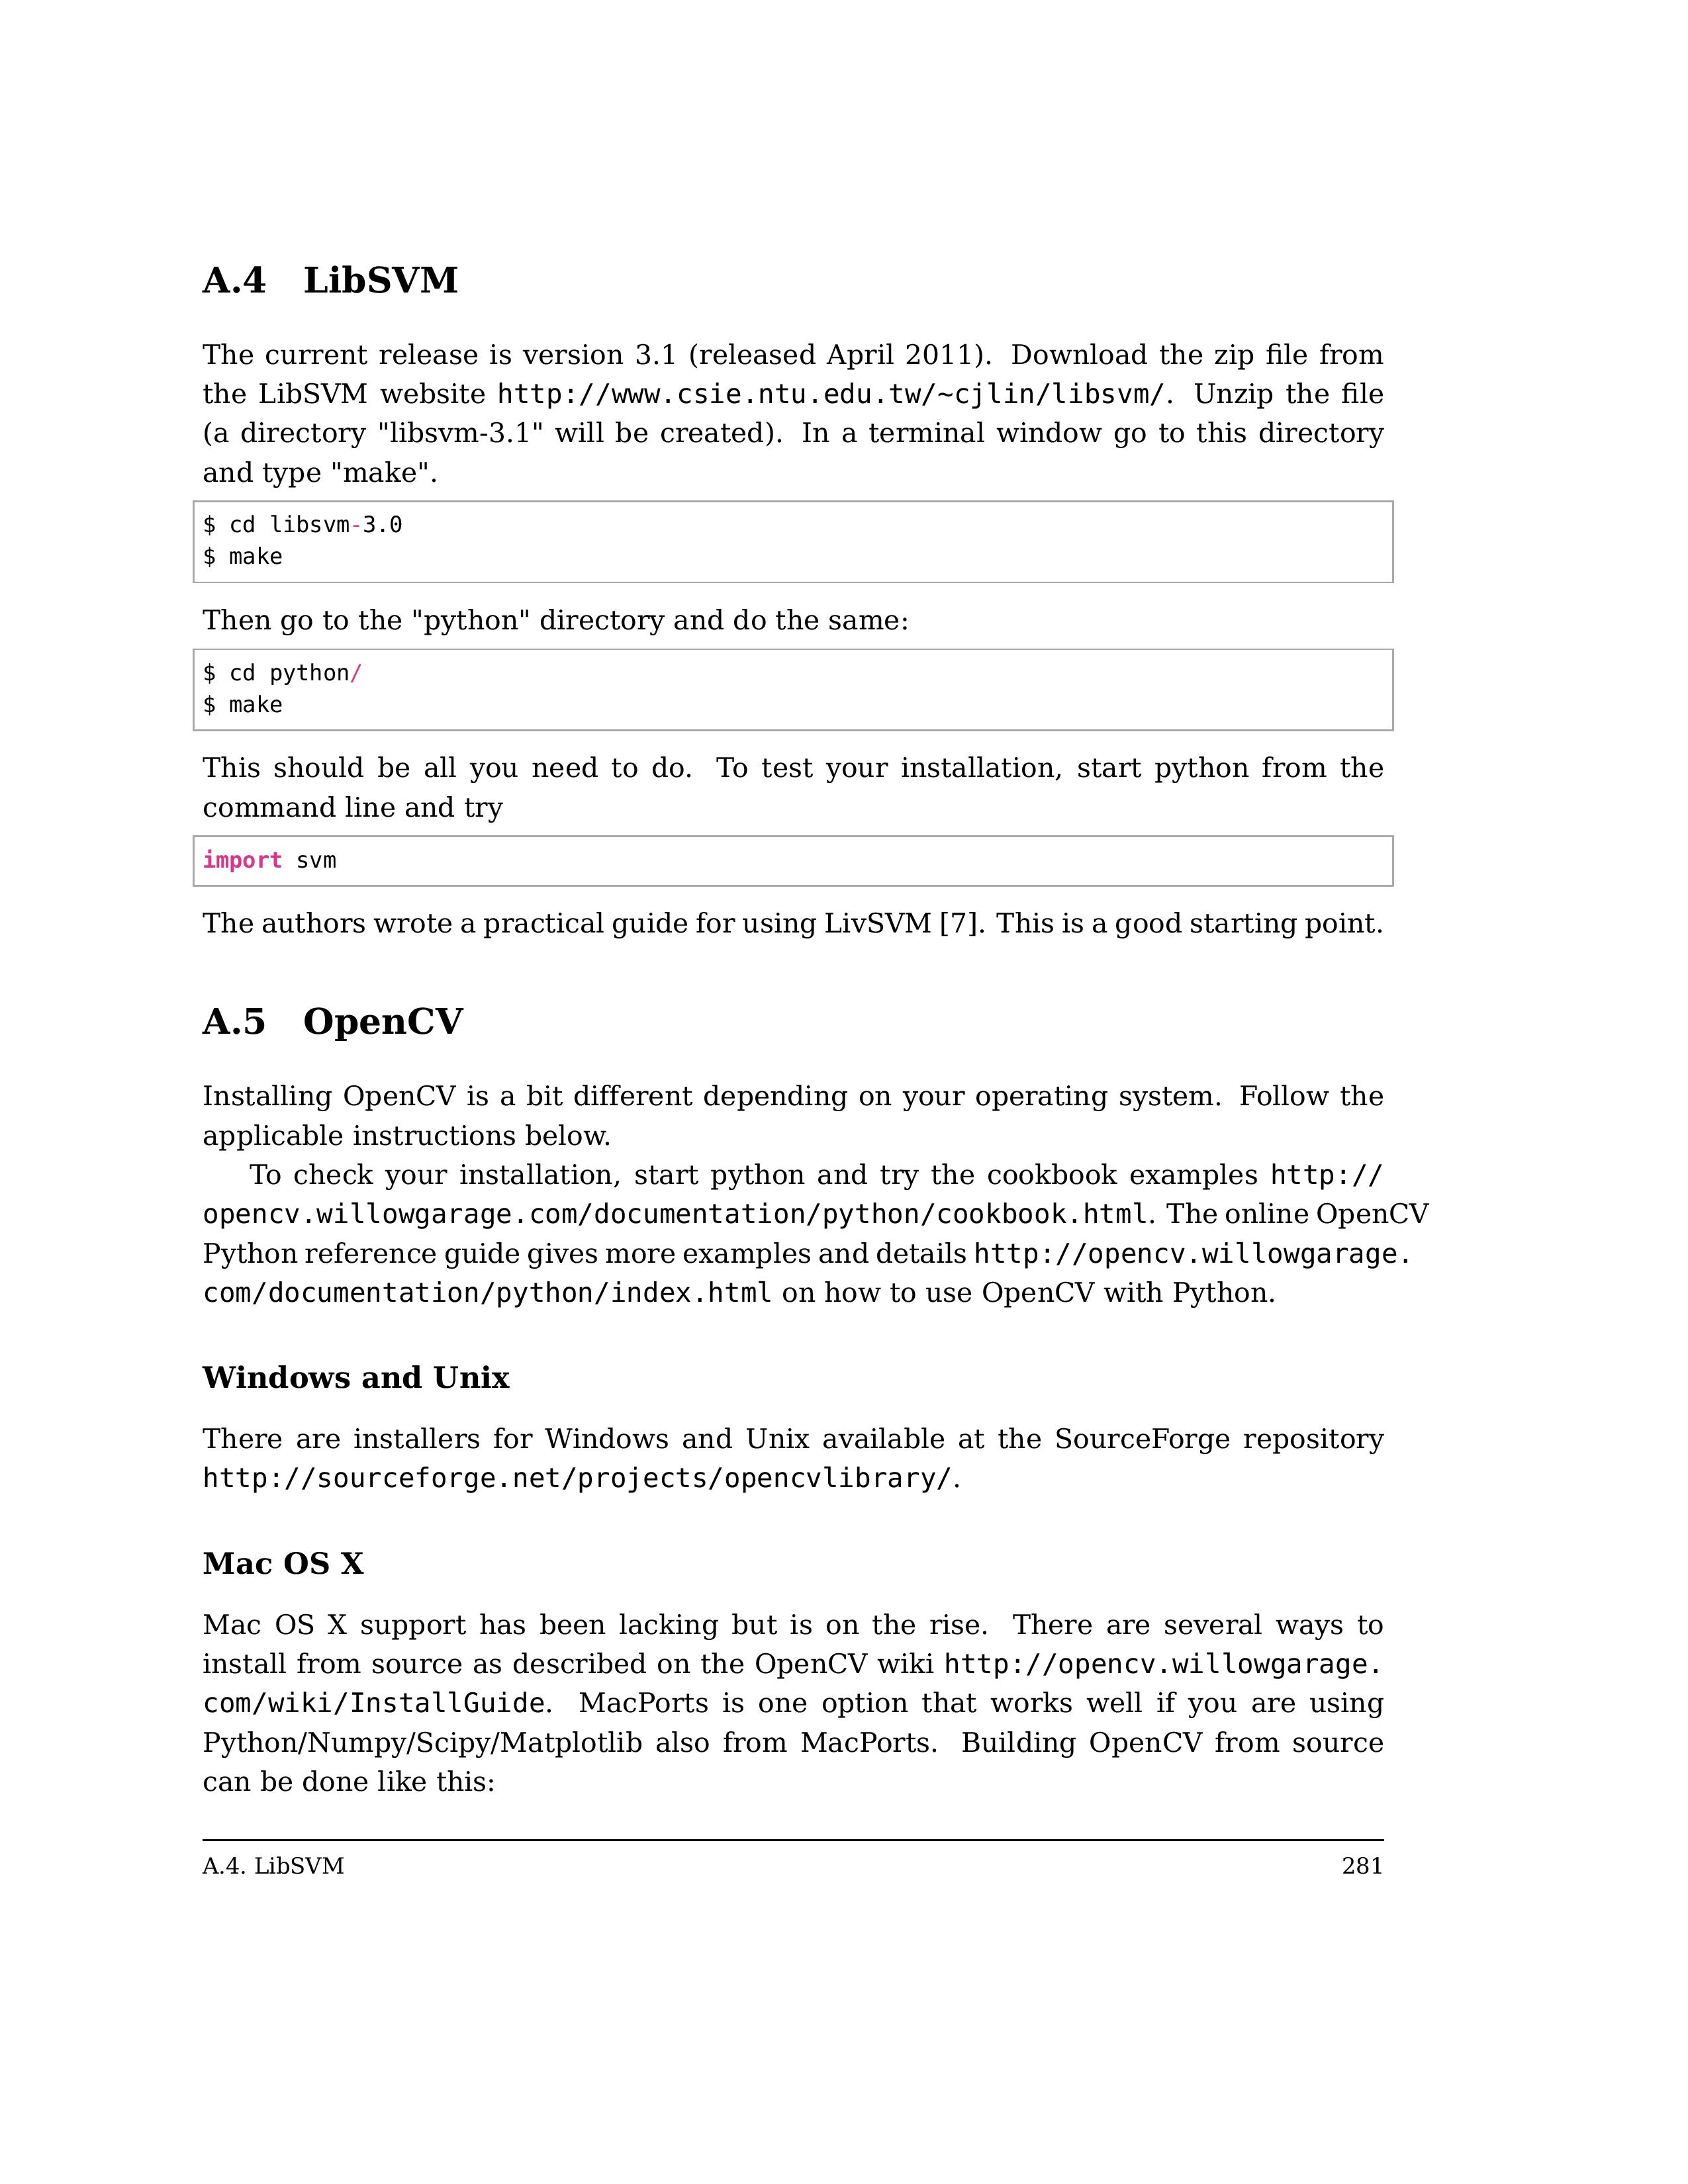 A.4 LibSVM
The current release is version 3.1 (released April 2011). Download the zip file from
the LibSVM website http://www.csie.ntu.edu.tw/~cjlin/libsvm/. Unzip the file
(a directory "libsvm-3.1" will be created). In a terminal window go to this directory
and type "make".
$ cd libsvm-3.0
$ make
Then go to the "python" directory and do the same:
$ cd python/
$ make
This should be all you need to do. To test your installation, start python from the
command line and try
import svm
The authors wrote a practical guide for using LivSVM [7]. This is a good starting point.
A.5 OpenCV
Installing OpenCV is a bit different depending on your operating system. Follow the
applicable instructions below.
To check your installation, start python and try the cookbook examples http://
opencv.willowgarage.com/documentation/python/cookbook.html. The online OpenCV
Python reference guide gives more examples and details http://opencv.willowgarage.
com/documentation/python/index.html on how to use OpenCV with Python.
Windows and Unix
There are installers for Windows and Unix available at the SourceForge repository
http://sourceforge.net/projects/opencvlibrary/.
Mac OS X
Mac OS X support has been lacking but is on the rise. There are several ways to
install from source as described on the OpenCV wiki http://opencv.willowgarage.
com/wiki/InstallGuide. MacPorts is one option that works well if you are using
Python/Numpy/Scipy/Matplotlib also from MacPorts. Building OpenCV from source
can be done like this:
A.4. LibSVM 281